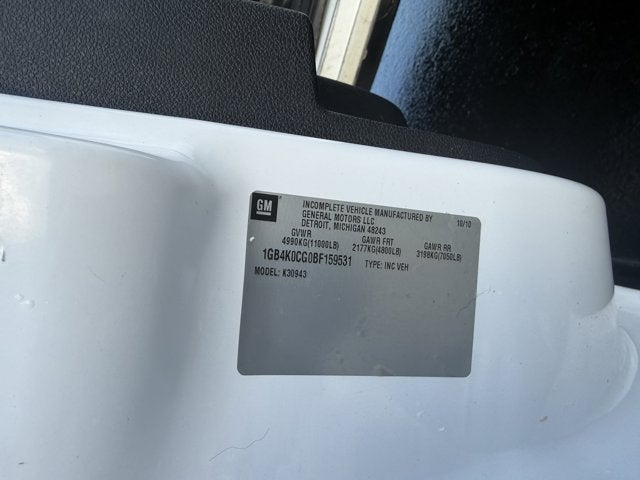 GM
INCOMPLETE VEHICLE MANUFACTURED BY 10/10
GENERAL MOTORS LLC
DETROIT, MICHIGAN 48243
GVWR GAWR FRT GAWR RR
4990KG(11000LB) 2177KG(4800LB) 3198KG(7050LB)
1GB4K0CG0BF159531 TYPE: INC VEH
MODEL: K30943